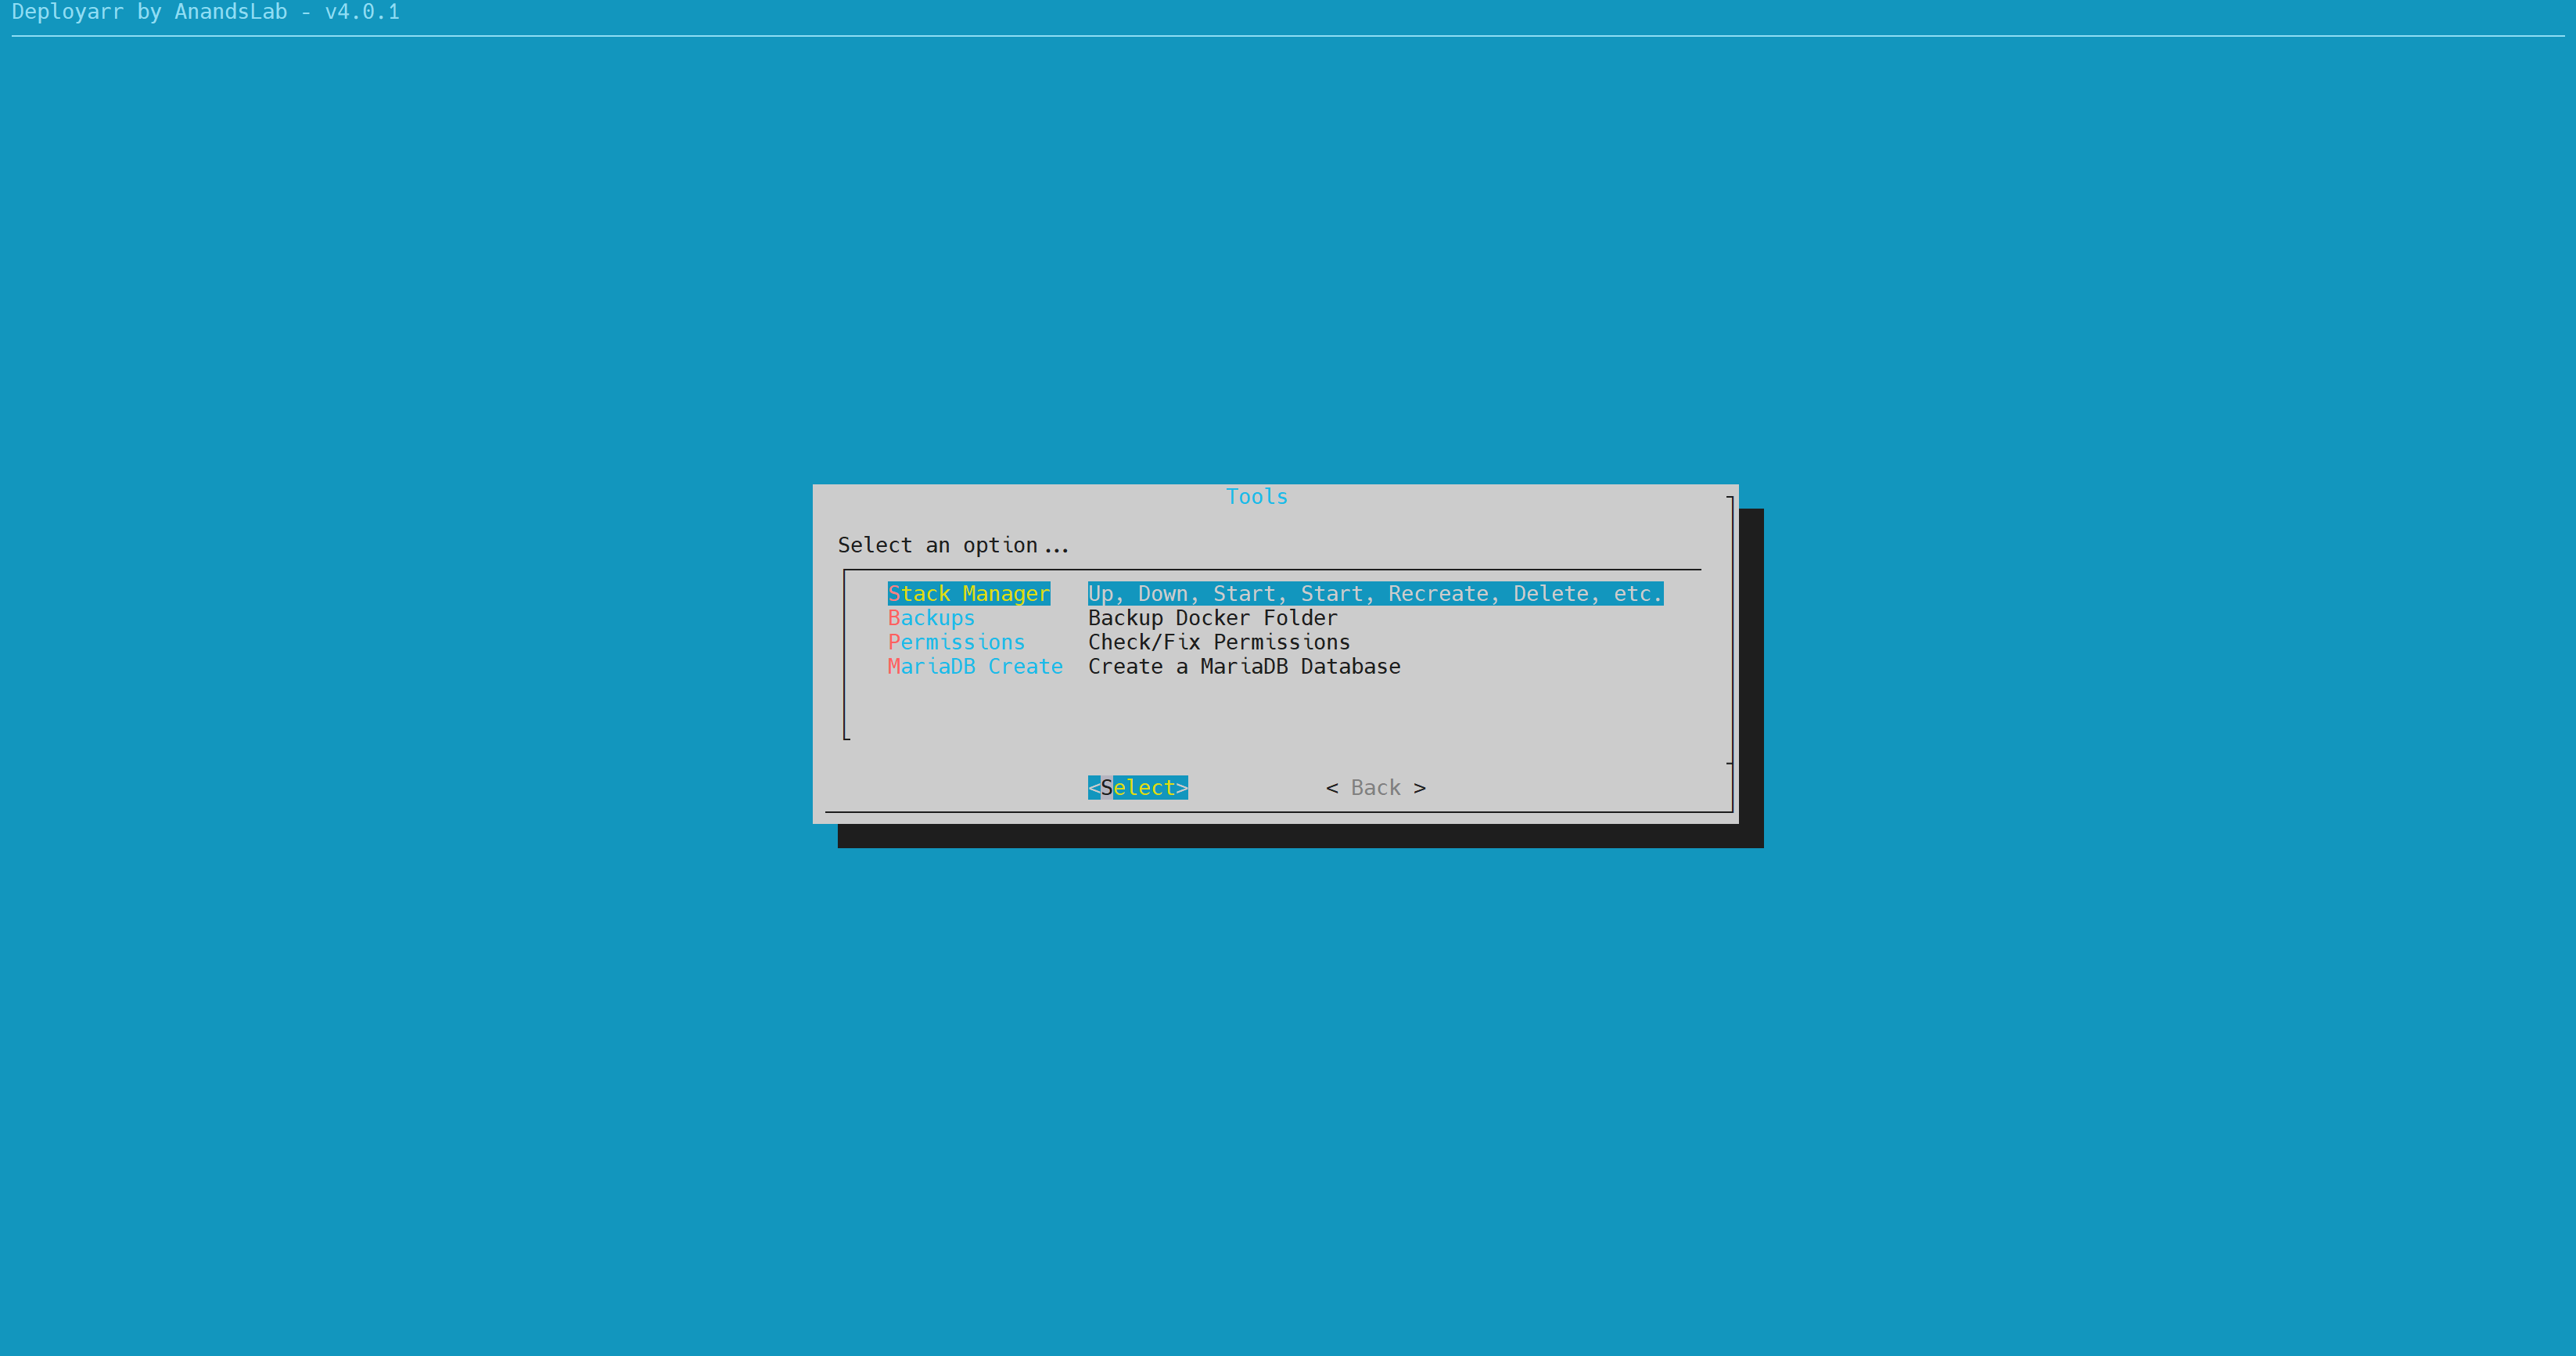 Deployarr by AnandsLab - v4.0.1
Tools
Select an option...
Stack Manager Up, Down, Start, Start, Recreate, Delete, etc.
Backups Backup Docker Folder
Permissions Check/Fix Permissions
MariaDB Create Create a MariaDB Database
<Select> < Back >